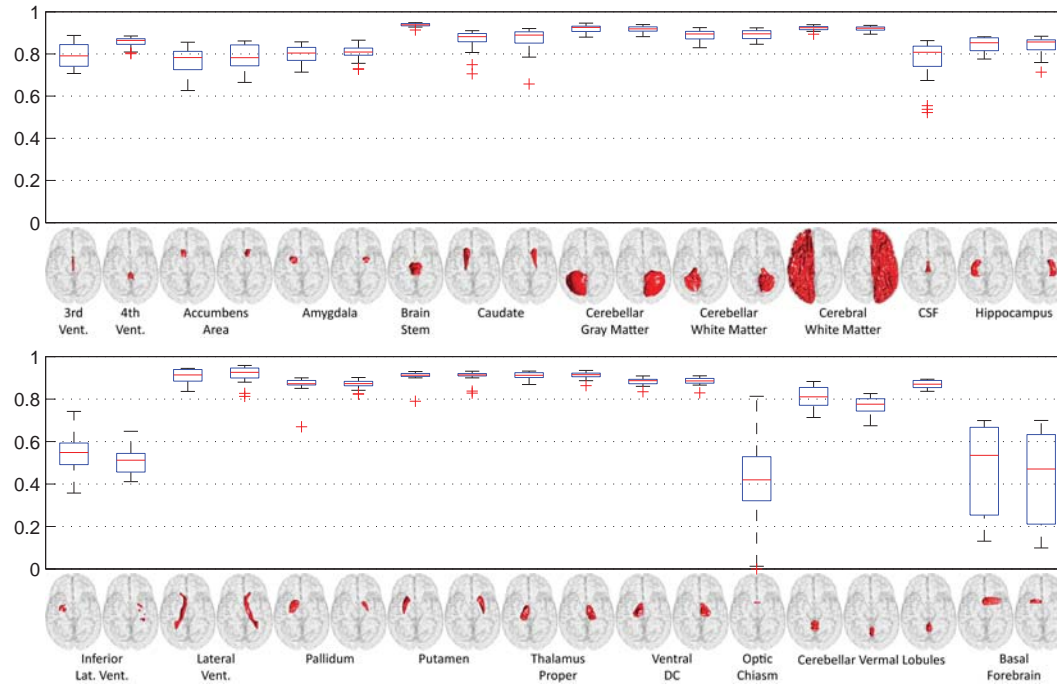 1
0.8
0.6
0.4
0.2
0
3rd Vent.
4th Vent.
Accumbens Area
Amygdala
Brain Stem
Caudate
Cerebellar Gray Matter
Cerebellar White Matter
Cerebral White Matter
CSF
Hippocampus
1
0.8
0.6
0.4
0.2
0
Inferior Lat. Vent.
Lateral Vent.
Pallidum
Putamen
Thalamus Proper
Ventral DC
Optic Chiasm
Cerebellar Vermal Lobules
Basal Forebrain